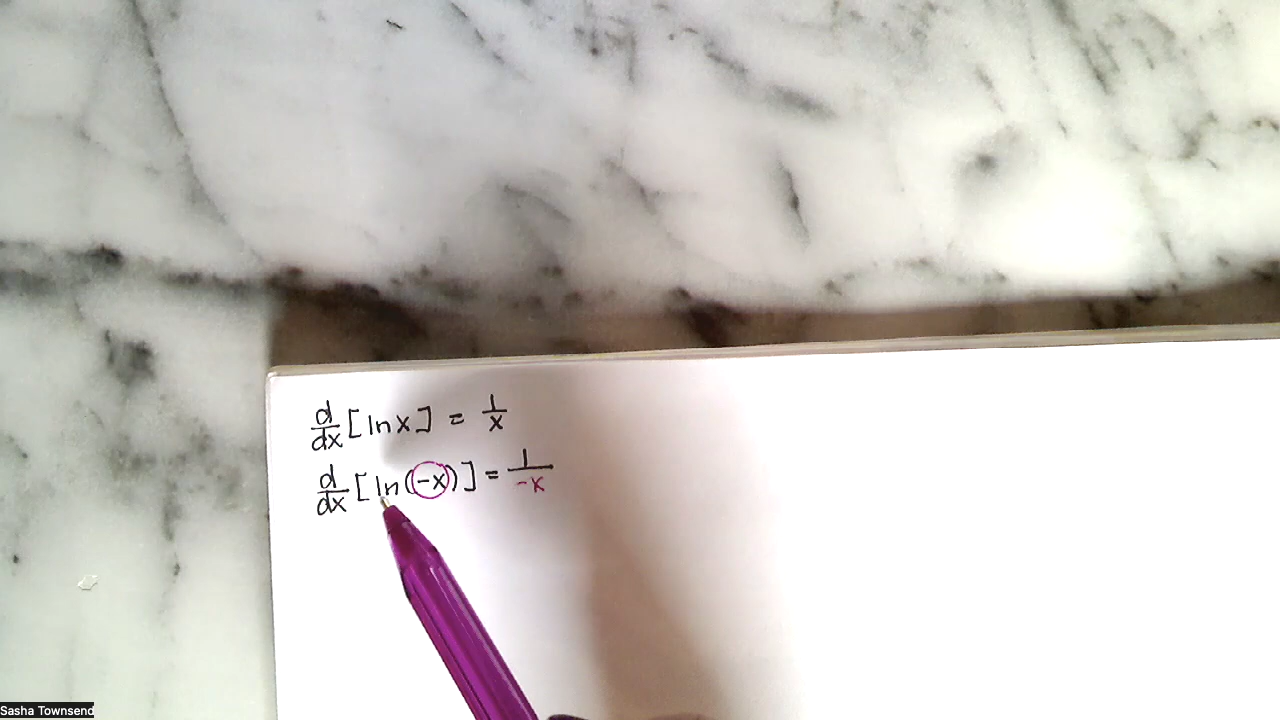 d/dx [ln x] = 1/x
d/dx [ln(-x)] = 1/-x
Sasha Townsend